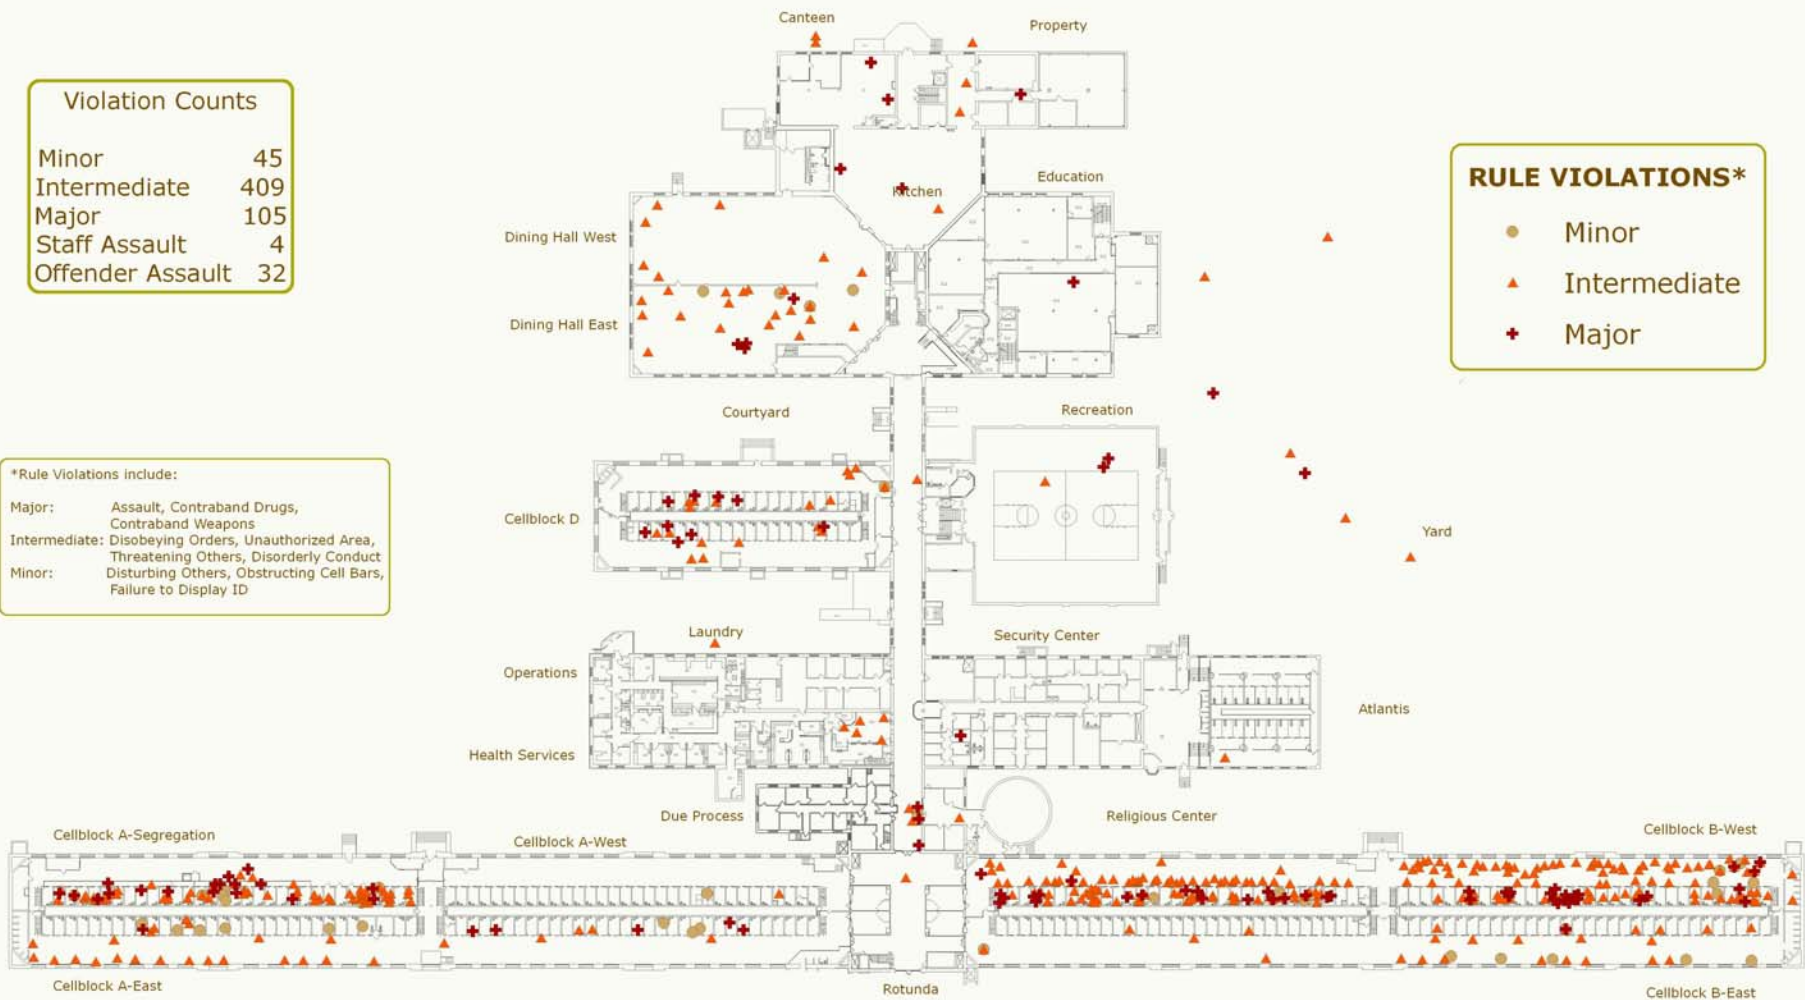 Canteen
Property
Violation Counts
Minor 45
Intermediate 409
Major 105
Staff Assault 4
Offender Assault 32
RULE VIOLATIONS*
Minor
Intermediate
Major
Kitchen
Education
Dining Hall West
Dining Hall East
Courtyard
Recreation
*Rule Violations include:
Major: Assault, Contraband Drugs,
Contraband Weapons
Intermediate: Disobeying Orders, Unauthorized Area,
Threatening Others, Disorderly Conduct
Minor: Disturbing Others, Obstructing Cell Bars,
Failure to Display ID
Cellblock D
Yard
Laundry
Security Center
Operations
Atlantis
Health Services
Due Process
Religious Center
Cellblock A-Segregation
Cellblock A-West
Cellblock B-West
Cellblock A-East
Rotunda
Cellblock B-East